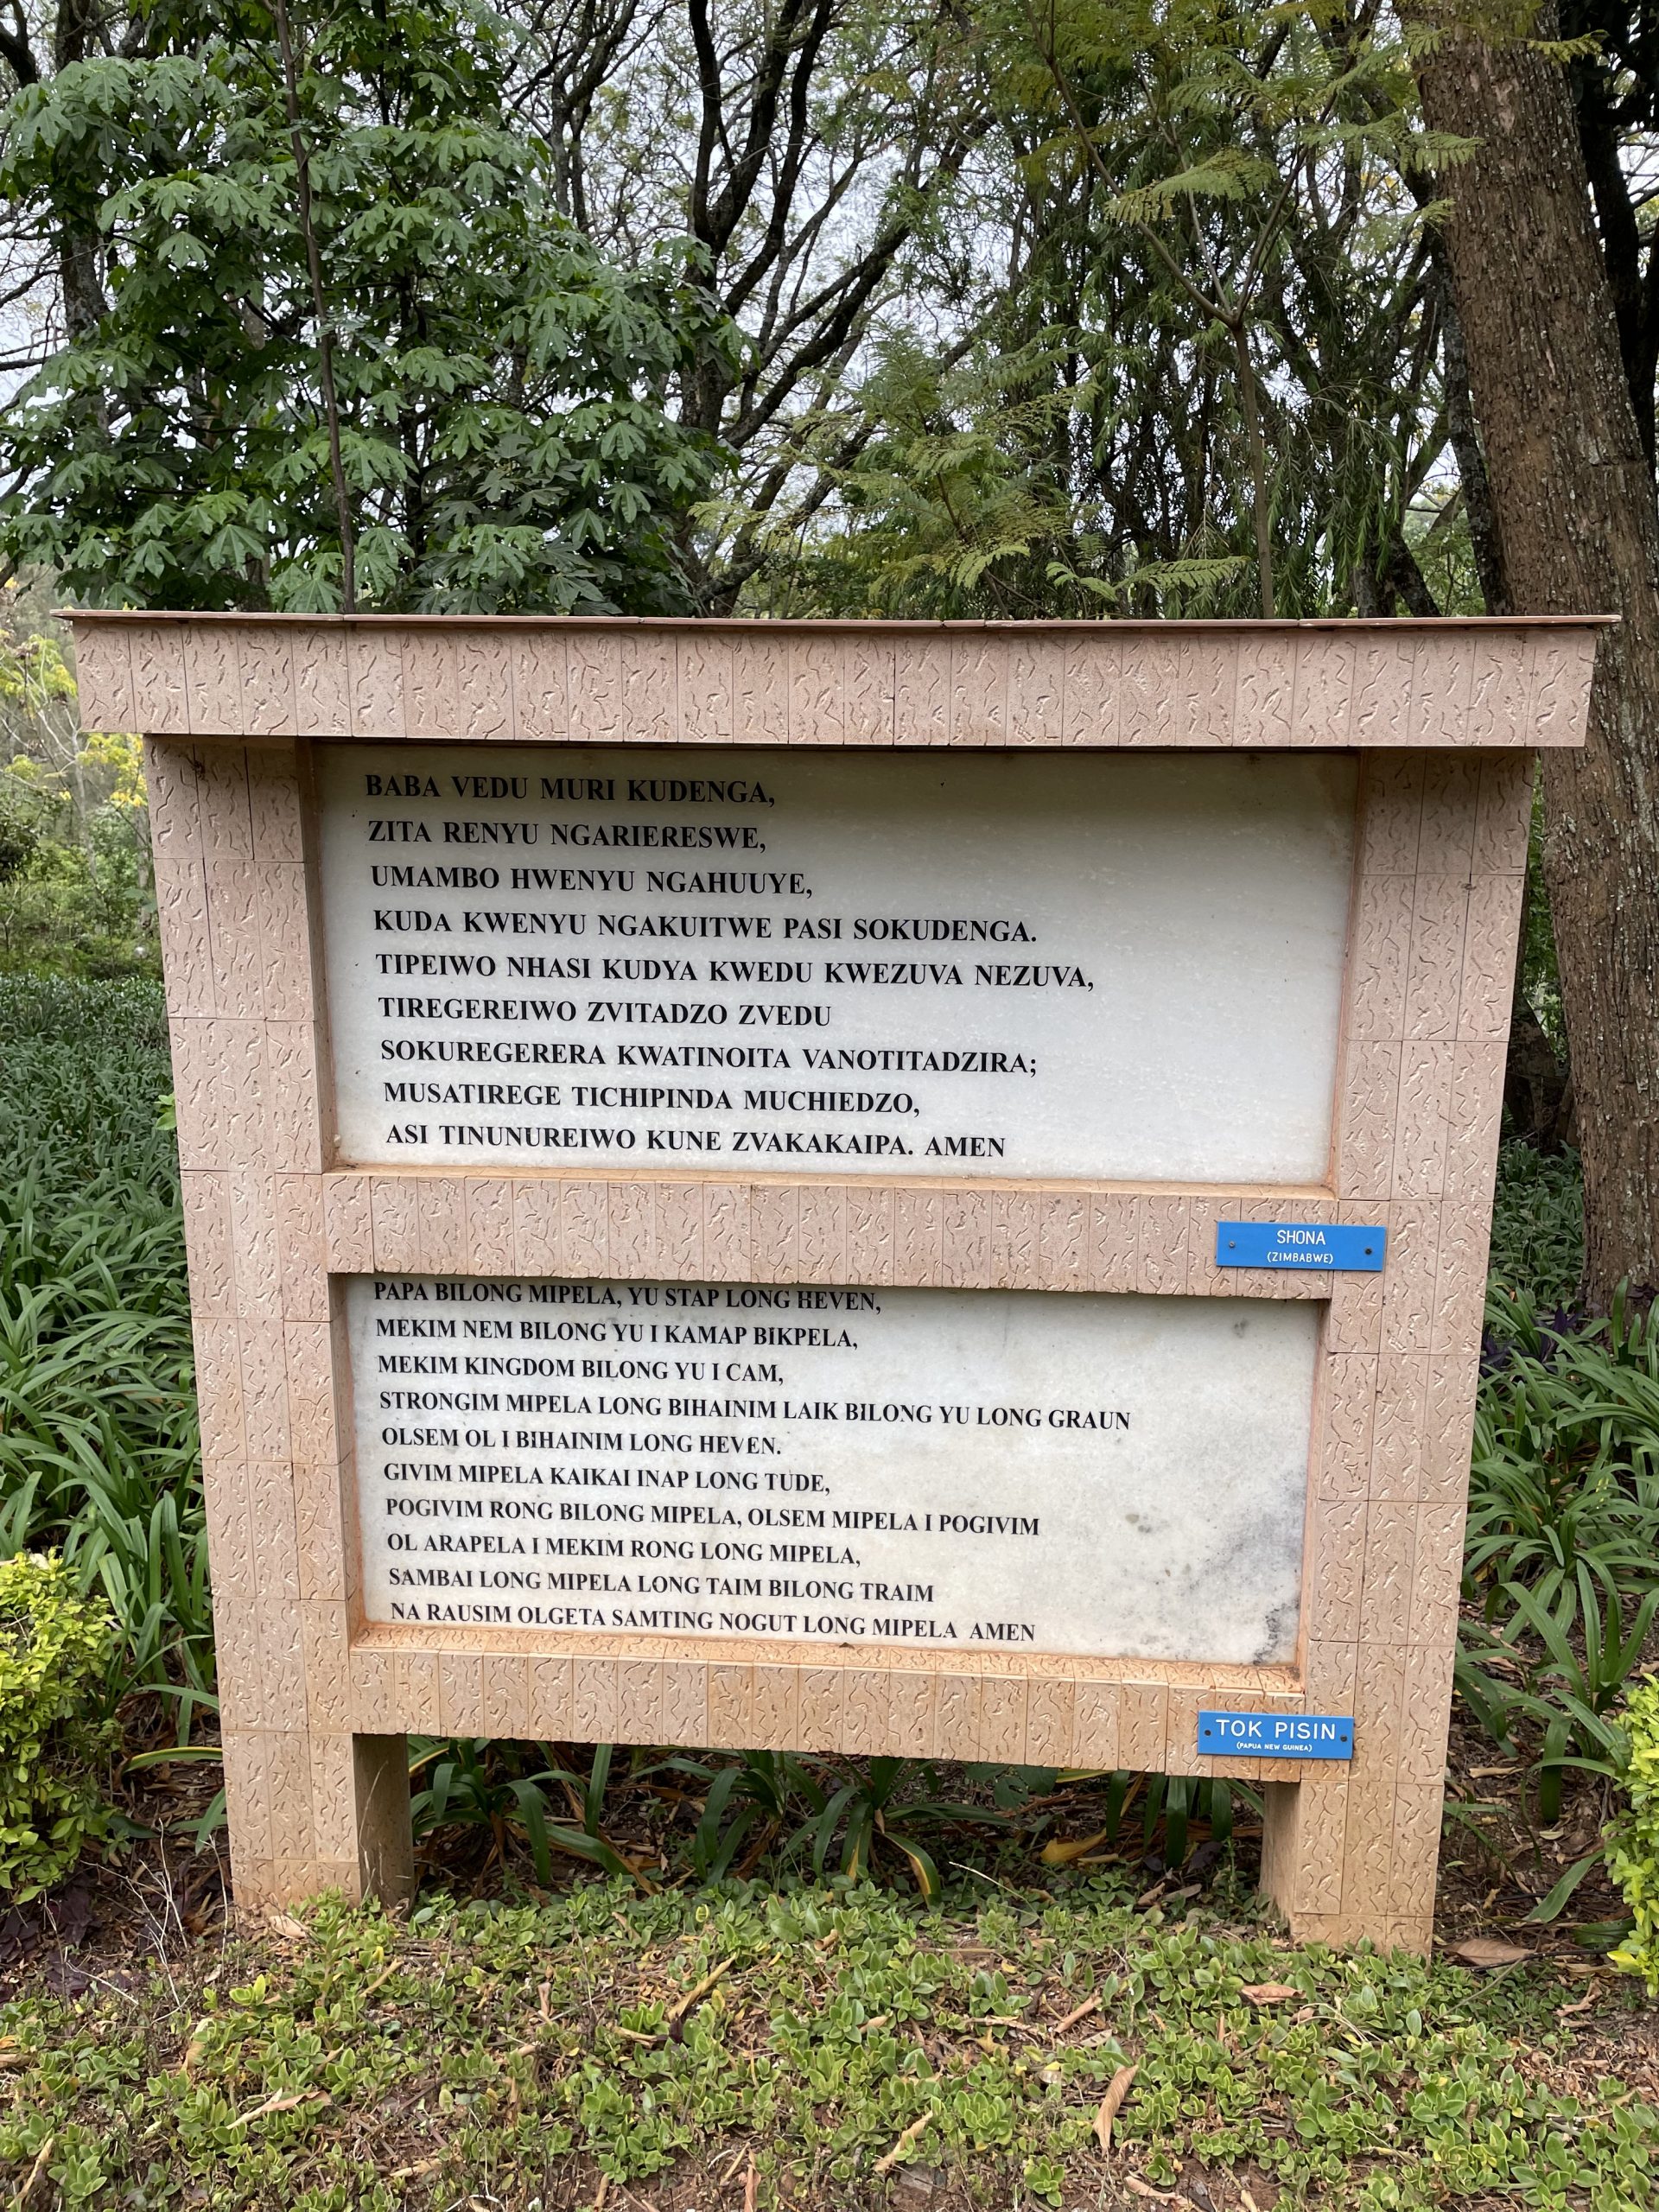 BABA VEDU MURI KUDENGA,
ZITA RENYU NGARIERESWE,
UMAMBO HWENYU NGAHUUYE,
KUDA KWENYU NGAKUITWE PASI SOKUDENGA.
TIPEIWO NHASI KUDYA KWEDU KWEZUVA NEZUVA,
TIREGEREIWO ZVITADZO ZVEDU
SOKUREGERERA KWATINOITA VANOTITADZIRA;
MUSATIREGE TICHIPINDA MUCHIEDZO,
ASI TINUNUREIWO KUNE ZVAKAKAIPA. AMEN
SHONA
(ZIMBABWE)
PAPA BILONG MIPELA, YU STAP LONG HEVEN,
MEKIM NEM BILONG YU I KAMAP BIKPELA,
MEKIM KINGDOM BILONG YU I CAM,
STRONGIM MIPELA LONG BIHAINIM LAIK BILONG YU LONG GRAUN
OLSEM OL I BIHAINIM LONG HEVEN.
GIVIM MIPELA KAIKAI INAP LONG TUDE,
POGIVIM RONG BILONG MIPELA, OLSEM MIPELA I POGIVIM
OL ARAPELA I MEKIM RONG LONG MIPELA,
SAMBAI LONG MIPELA LONG TAIM BILONG TRAIM
NA RAUSIM OLGETA SAMTING NOGUT LONG MIPELA AMEN
TOK PISIN
(PAPUA NEW GUINEA)